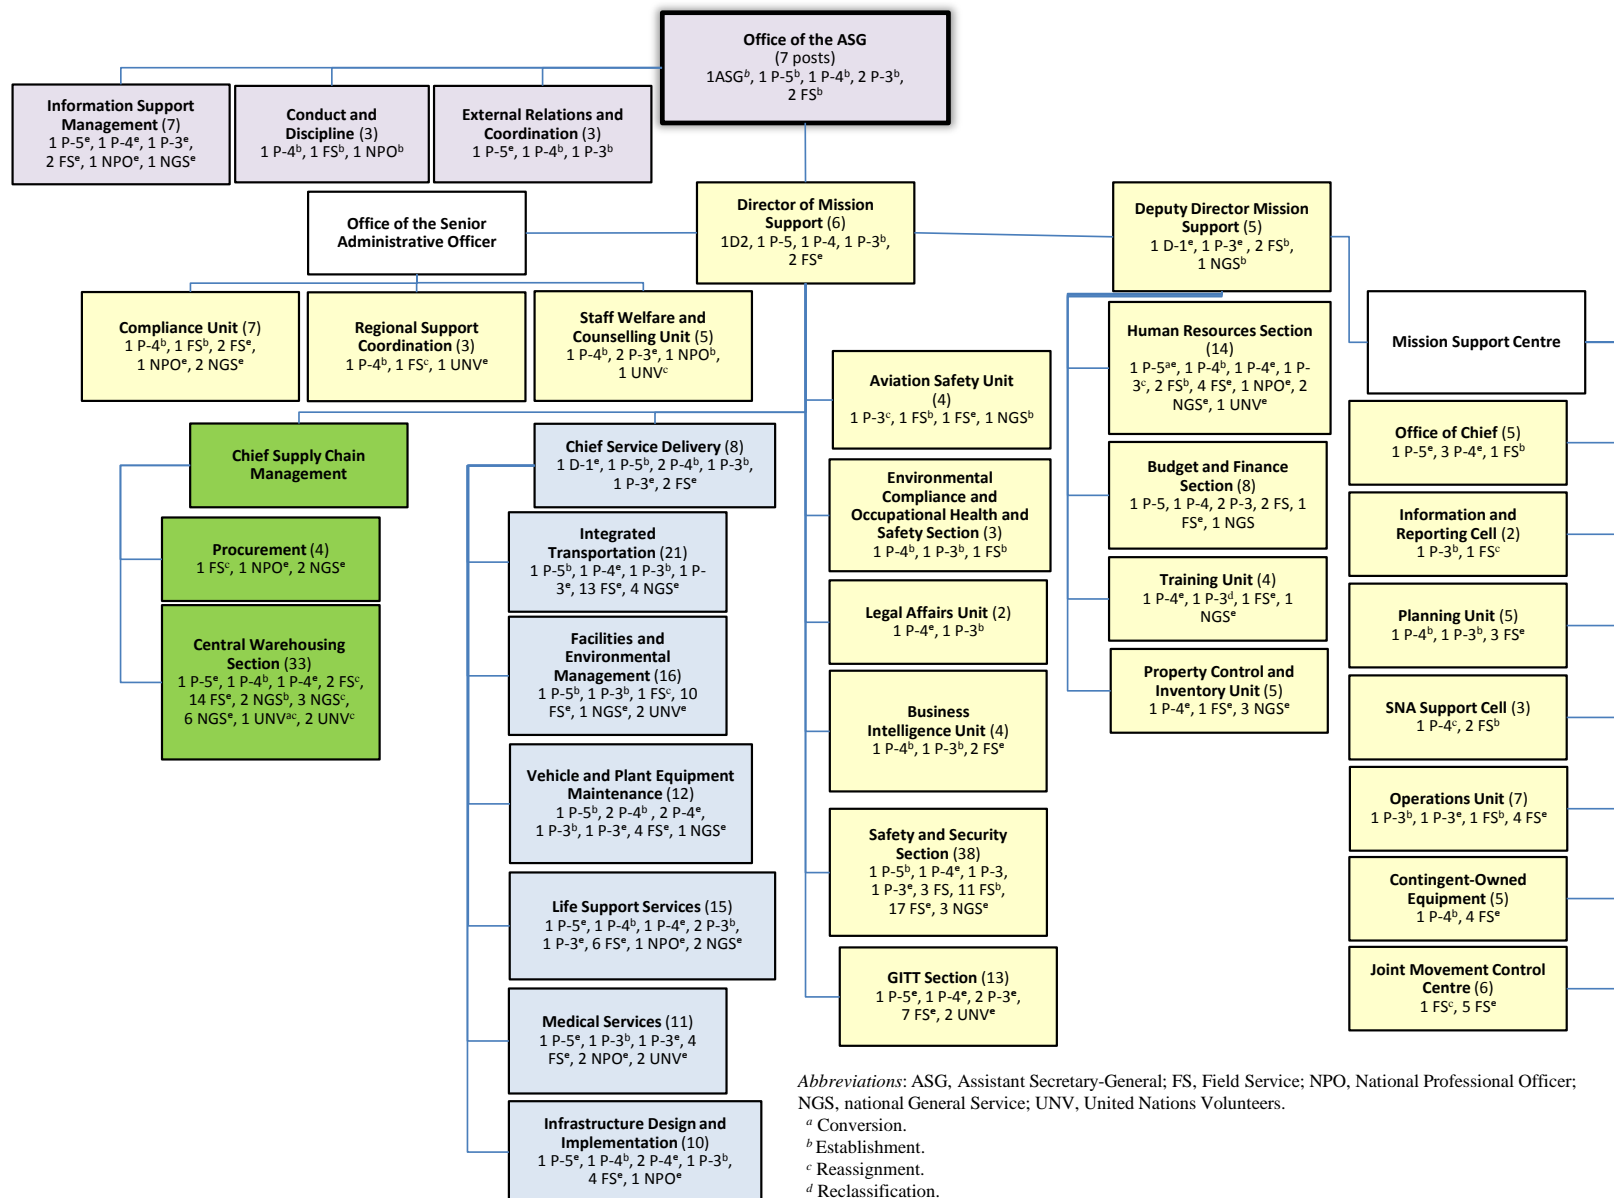 Office of the ASG
(7 posts)
1ASGᵇ, 1 P-5ᵇ, 1 P-4ᵇ, 2 P-3ᵇ,
2 FSᵇ
Information Support
Management (7)
1 P-5ᵉ, 1 P-4ᵉ, 1 P-3ᵉ,
2 FSᵉ, 1 NPOᵉ, 1 NGSᵉ
Conduct and
Discipline (3)
1 P-4ᵇ, 1 FSᵇ, 1 NPOᵇ
External Relations and
Coordination (3)
1 P-5ᵉ, 1 P-4ᵇ, 1 P-3ᵇ
Office of the Senior
Administrative Officer
Director of Mission
Support (6)
1D2, 1 P-5, 1 P-4, 1 P-3ᵇ,
2 FSᵉ
Deputy Director Mission
Support (5)
1 D-1ᵉ, 1 P-3ᵉ , 2 FSᵇ,
1 NGSᵇ
Compliance Unit (7)
1 P-4ᵇ, 1 FSᵇ, 2 FSᵉ,
1 NPOᵉ, 2 NGSᵉ
Regional Support
Coordination (3)
1 P-4ᵇ, 1 FSᶜ, 1 UNVᵉ
Staff Welfare and
Counselling Unit (5)
1 P-4ᵇ, 2 P-3ᵉ, 1 NPOᵇ,
1 UNVᶜ
Chief Supply Chain
Management
Procurement (4)
1 FSᶜ, 1 NPOᵉ, 2 NGSᵉ
Central Warehousing
Section (33)
1 P-5ᵉ, 1 P-4ᵇ, 1 P-4ᵉ, 2 FSᶜ,
14 FSᵉ, 2 NGSᵇ, 3 NGSᶜ,
6 NGSᵉ, 1 UNVᵃᶜ, 2 UNVᶜ
Chief Service Delivery (8)
1 D-1ᵉ, 1 P-5ᵇ, 2 P-4ᵇ, 1 P-3ᵇ,
1 P-3ᵉ, 2 FSᵉ
Integrated
Transportation (21)
1 P-5ᵇ, 1 P-4ᵉ, 1 P-3ᵇ, 1 P-
3ᵉ, 13 FSᵉ, 4 NGSᵉ
Facilities and
Environmental
Management (16)
1 P-5ᵇ, 1 P-3ᵇ, 1 FSᶜ, 10
FSᵉ, 1 NGSᵉ, 2 UNVᵉ
Vehicle and Plant Equipment
Maintenance (12)
1 P-5ᵇ, 2 P-4ᵇ , 2 P-4ᵉ,
1 P-3ᵇ, 1 P-3ᵉ, 4 FSᵉ, 1 NGSᵉ
Life Support Services (15)
1 P-5ᵉ, 1 P-4ᵇ, 1 P-4ᵉ, 2 P-3ᵇ,
1 P-3ᵉ, 6 FSᵉ, 1 NPOᵉ, 2 NGSᵉ
Medical Services (11)
1 P-5ᵉ, 1 P-3ᵇ, 1 P-3ᵉ, 4
FSᵉ, 2 NPOᵉ, 2 UNVᵉ
Infrastructure Design and
Implementation (10)
1 P-5ᵉ, 1 P-4ᵇ, 2 P-4ᵉ, 1 P-3ᵇ,
4 FSᵉ, 1 NPOᵉ
Aviation Safety Unit
(4)
1 P-3ᶜ, 1 FSᵇ, 1 FSᵉ, 1 NGSᵇ
Environmental
Compliance and
Occupational Health and
Safety Section (3)
1 P-4ᵇ, 1 P-3ᵇ, 1 FSᵇ
Legal Affairs Unit (2)
1 P-4ᵉ, 1 P-3ᵇ
Business
Intelligence Unit (4)
1 P-4ᵇ, 1 P-3ᵇ, 2 FSᵉ
Safety and Security
Section (38)
1 P-5ᵇ, 1 P-4ᵉ, 1 P-3,
1 P-3ᵉ, 3 FS, 11 FSᵇ,
17 FSᵉ, 3 NGSᵉ
GITT Section (13)
1 P-5ᵉ, 1 P-4ᵉ, 2 P-3ᵉ,
7 FSᵉ, 2 UNVᵉ
Human Resources Section
(14)
1 P-5ᵃᵉ, 1 P-4ᵇ, 1 P-4ᵉ, 1 P-
3ᶜ, 2 FSᵇ, 4 FSᵉ, 1 NPOᵉ, 2
NGSᵉ, 1 UNVᵉ
Budget and Finance
Section (8)
1 P-5, 1 P-4, 2 P-3, 2 FS, 1
FSᵉ, 1 NGS
Training Unit (4)
1 P-4ᵉ, 1 P-3ᵈ, 1 FSᵉ, 1
NGSᵉ
Property Control and
Inventory Unit (5)
1 P-4ᵉ, 1 FSᵉ, 3 NGSᵉ
Mission Support Centre
Office of Chief (5)
1 P-5ᵉ, 3 P-4ᵉ, 1 FSᵇ
Information and
Reporting Cell (2)
1 P-3ᵇ, 1 FSᶜ
Planning Unit (5)
1 P-4ᵇ, 1 P-3ᵇ, 3 FSᵉ
SNA Support Cell (3)
1 P-4ᶜ, 2 FSᵇ
Operations Unit (7)
1 P-3ᵇ, 1 P-3ᵉ, 1 FSᵇ, 4 FSᵉ
Contingent-Owned
Equipment (5)
1 P-4ᵇ, 4 FSᵉ
Joint Movement Control
Centre (6)
1 FSᶜ, 5 FSᵉ
Abbreviations: ASG, Assistant Secretary-General; FS, Field Service; NPO, National Professional Officer;
NGS, national General Service; UNV, United Nations Volunteers.
ᵃ Conversion.
ᵇ Establishment.
ᶜ Reassignment.
ᵈ Reclassification.